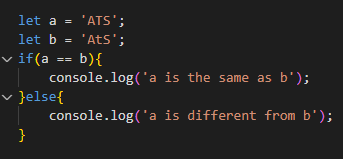 let a = 'ATS';
let b = 'AtS';
if(a == b){
    console.log('a is the same as b');
}else{
    console.log('a is different from b');
}